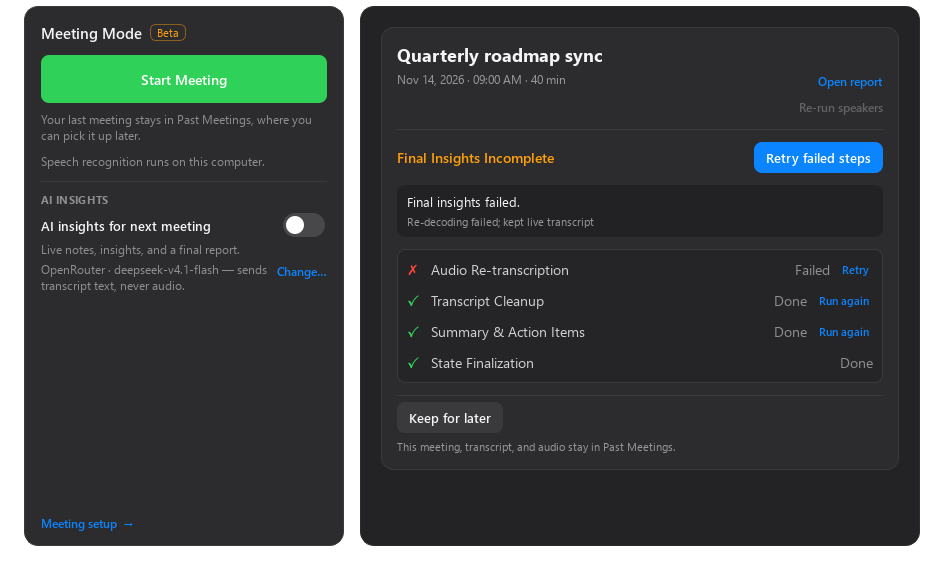 Meeting Mode Beta
Start Meeting
Your last meeting stays in Past Meetings, where you
can pick it up later.
Speech recognition runs on this computer.
AI INSIGHTS
AI insights for next meeting
Live notes, insights, and a final report.
OpenRouter · deepseek-v4.1-flash — sends
transcript text, never audio.
Change...
Meeting setup →
Quarterly roadmap sync
Nov 14, 2026 · 09:00 AM · 40 min
Open report
Re-run speakers
Final Insights Incomplete
Retry failed steps
Final insights failed.
Re-decoding failed; kept live transcript
✗ Audio Re-transcription Failed Retry
✓ Transcript Cleanup Done Run again
✓ Summary & Action Items Done Run again
✓ State Finalization Done
Keep for later
This meeting, transcript, and audio stay in Past Meetings.